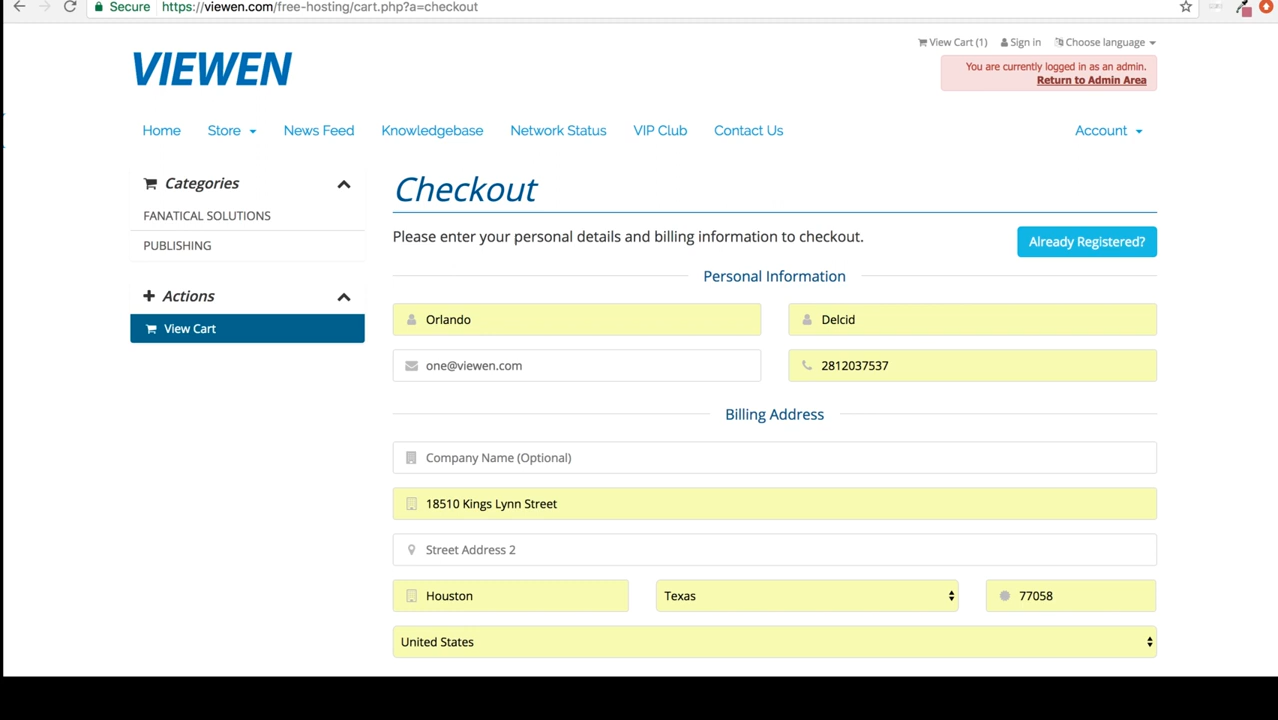 Secure https://viewen.com/free-hosting/cart.php?a=checkout
View Cart (1) Sign in Choose language
VIEWEN
You are currently logged in as an admin.
Return to Admin Area
Home Store News Feed Knowledgebase Network Status VIP Club Contact Us Account
Categories
FANATICAL SOLUTIONS
PUBLISHING
Actions
View Cart
Checkout
Please enter your personal details and billing information to checkout.
Already Registered?
Personal Information
Orlando Delcid
one@viewen.com 2812037537
Billing Address
Company Name (Optional)
18510 Kings Lynn Street
Street Address 2
Houston Texas 77058
United States